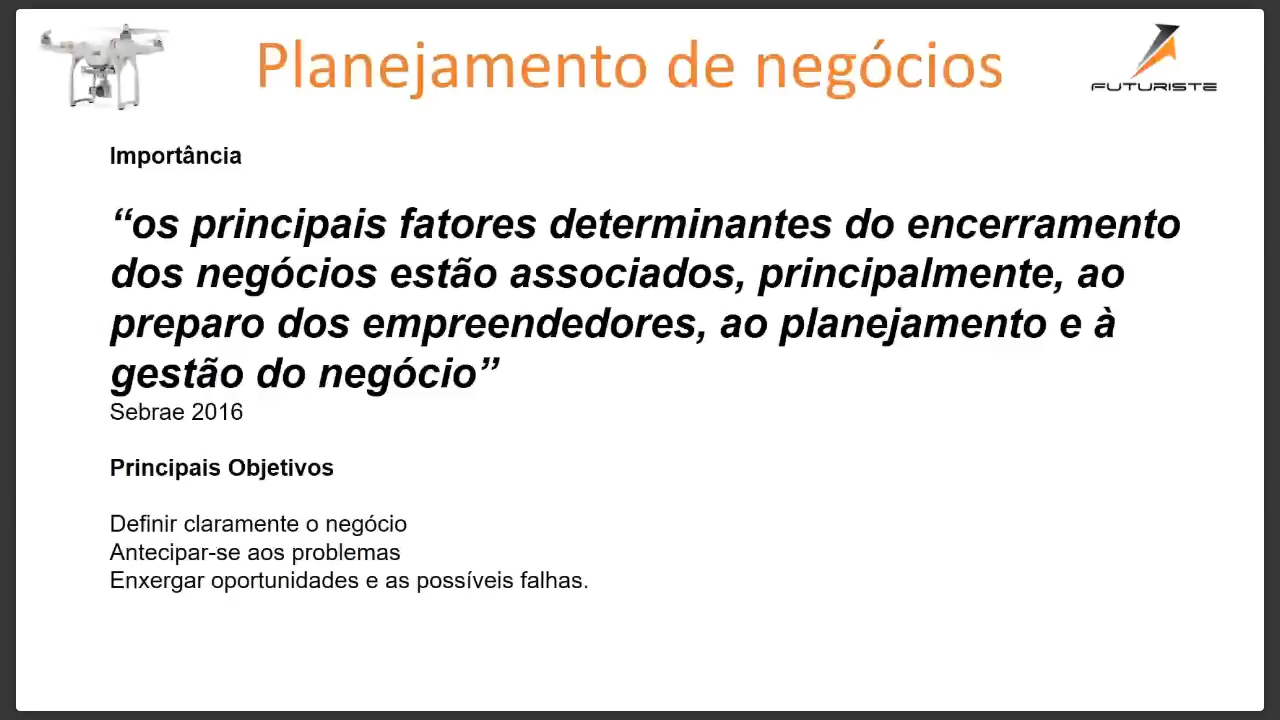 Planejamento de negócios
FUTURISTE
Importância
“os principais fatores determinantes do encerramento
dos negócios estão associados, principalmente, ao
preparo dos empreendedores, ao planejamento e à
gestão do negócio”
Sebrae 2016
Principais Objetivos
Definir claramente o negócio
Antecipar-se aos problemas
Enxergar oportunidades e as possíveis falhas.